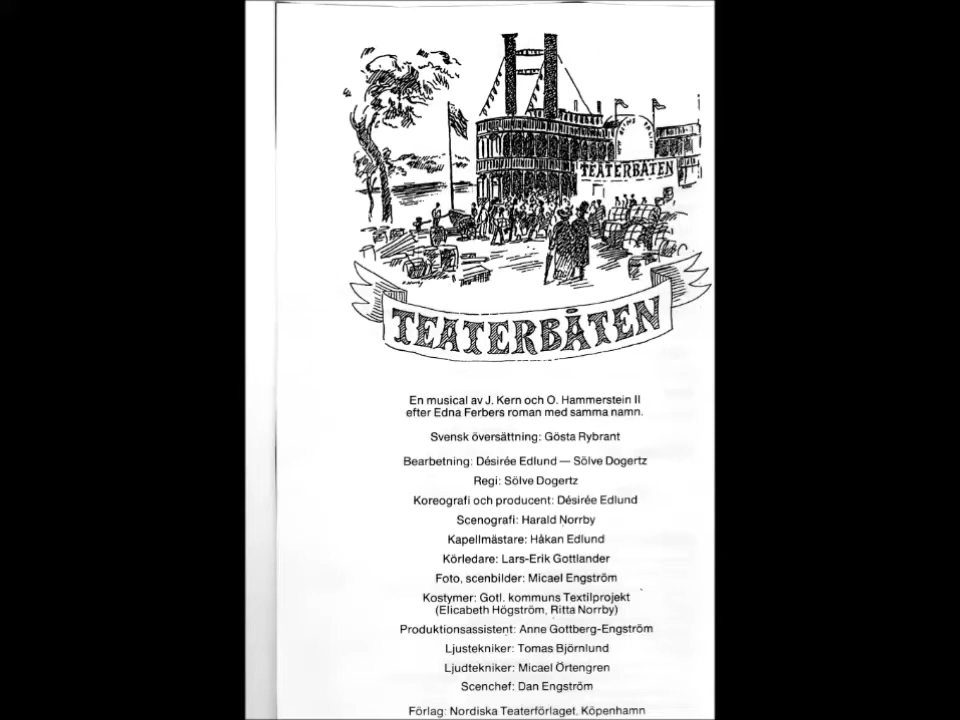 TEATERBÅTEN
TEATERBÅTEN
En musical av J. Kern och O. Hammerstein II
efter Edna Ferbers roman med samma namn.
Svensk översättning: Gösta Rybrant
Bearbetning: Désirée Edlund — Sölve Dogertz
Regi: Sölve Dogertz
Koreografi och producent: Désirée Edlund
Scenografi: Harald Norrby
Kapellmästare: Håkan Edlund
Körledare: Lars-Erik Gottlander
Foto, scenbilder: Micael Engström
Kostymer: Gotl. kommuns Textilprojekt
(Elicabeth Högström, Ritta Norrby)
Produktionsassistent: Anne Gottberg-Engström
Ljustekniker: Tomas Björnlund
Ljudtekniker: Micael Örtengren
Scenchef: Dan Engström
Förlag: Nordiska Teaterförlaget, Köpenhamn